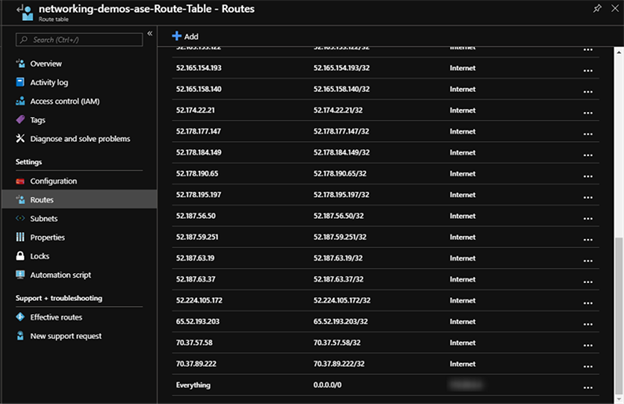 networking-demos-ase-Route-Table - Routes
Route table
Search (Ctrl+/)
Overview
Activity log
Access control (IAM)
Tags
Diagnose and solve problems
Settings
Configuration
Routes
Subnets
Properties
Locks
Automation script
Support + troubleshooting
Effective routes
New support request
Add
52.165.154.193 52.165.154.193/32 Internet
52.165.158.140 52.165.158.140/32 Internet
52.174.22.21 52.174.22.21/32 Internet
52.178.177.147 52.178.177.147/32 Internet
52.178.184.149 52.178.184.149/32 Internet
52.178.190.65 52.178.190.65/32 Internet
52.178.195.197 52.178.195.197/32 Internet
52.187.56.50 52.187.56.50/32 Internet
52.187.59.251 52.187.59.251/32 Internet
52.187.63.19 52.187.63.19/32 Internet
52.187.63.37 52.187.63.37/32 Internet
52.224.105.172 52.224.105.172/32 Internet
65.52.193.203 65.52.193.203/32 Internet
70.37.57.58 70.37.57.58/32 Internet
70.37.89.222 70.37.89.222/32 Internet
Everything 0.0.0.0/0